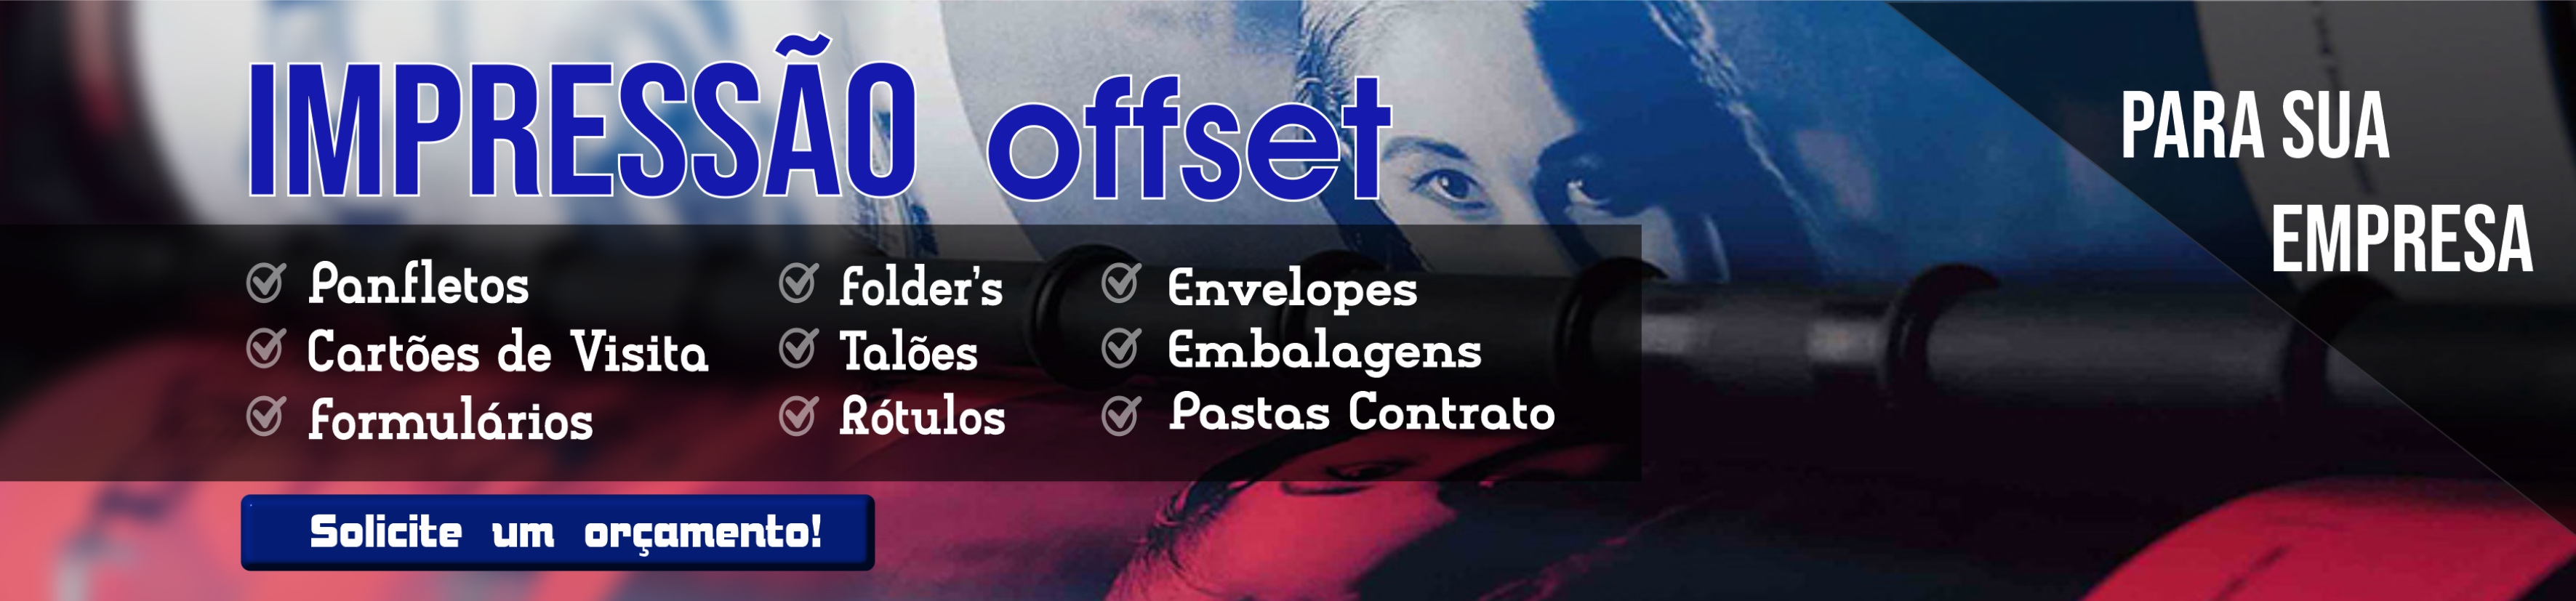 IMPRESSÃO offset
PARA SUA
EMPRESA
Panfletos
Cartões de Visita
Formulários
Folder's
Talões
Rótulos
Envelopes
Embalagens
Pastas Contrato
Solicite um orçamento!